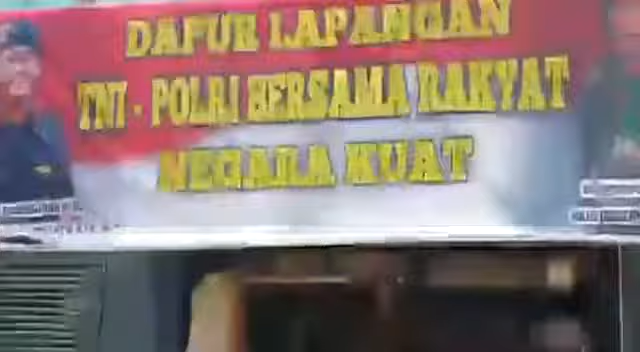 DAPUR LAPANGAN
TNI - POLRI BERSAMA RAKYAT
NEGARA KUAT